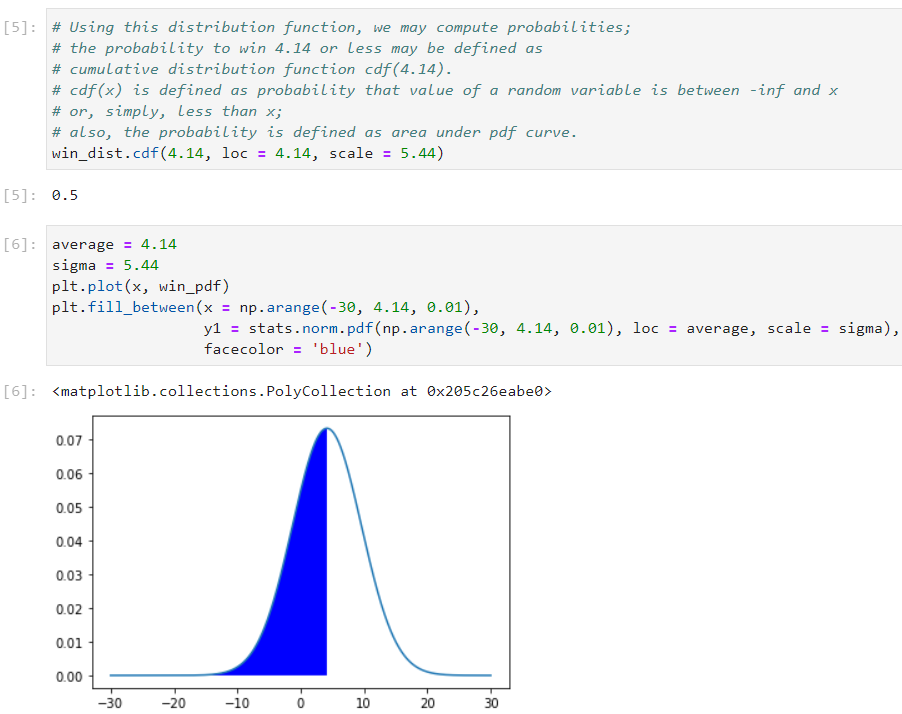 [5]: # Using this distribution function, we may compute probabilities;
# the probability to win 4.14 or less may be defined as
# cumulative distribution function cdf(4.14).
# cdf(x) is defined as probability that value of a random variable is between -inf and x
# or, simply, less than x;
# also, the probability is defined as area under pdf curve.
win_dist.cdf(4.14, loc = 4.14, scale = 5.44)
[5]: 0.5
[6]: average = 4.14
sigma = 5.44
plt.plot(x, win_pdf)
plt.fill_between(x = np.arange(-30, 4.14, 0.01),
y1 = stats.norm.pdf(np.arange(-30, 4.14, 0.01), loc = average, scale = sigma),
facecolor = 'blue')
[6]: <matplotlib.collections.PolyCollection at 0x205c26eabe0>
0.07
0.06
0.05
0.04
0.03
0.02
0.01
0.00
−30 −20 −10 0 10 20 30